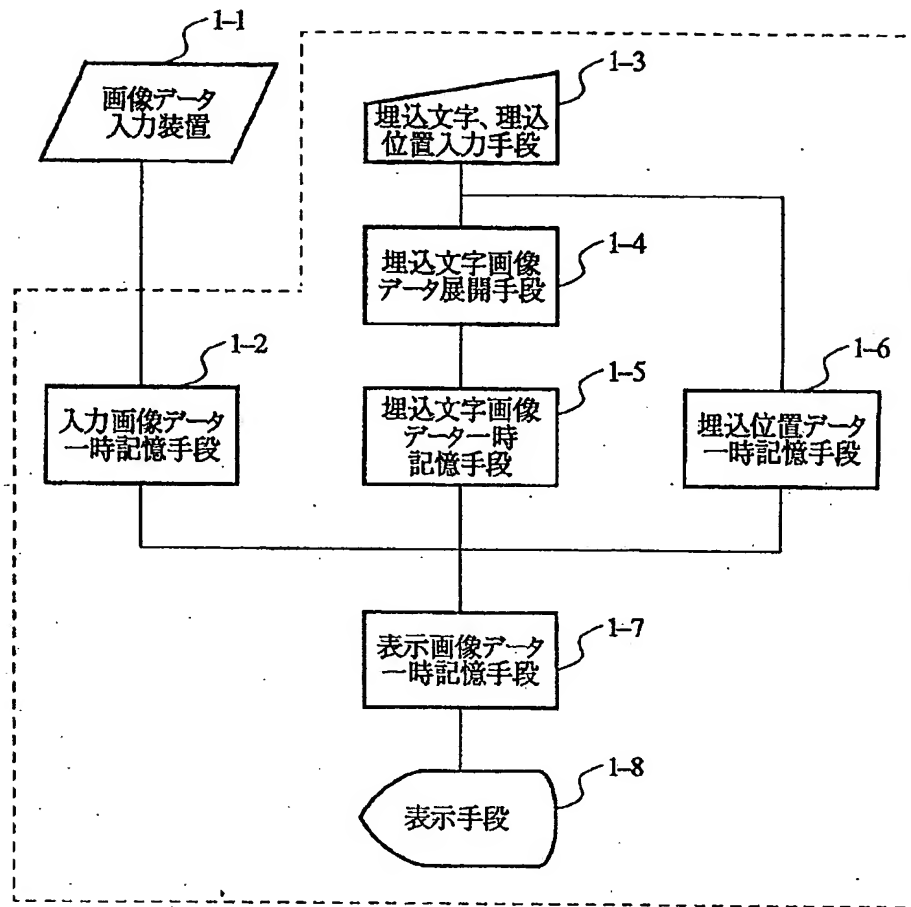 1-1
画像データ
入力装置
1-3
埋込文字、埋込
位置入力手段
1-4
埋込文字画像
データ展開手段
1-2
入力画像データ
一時記憶手段
1-5
埋込文字画像
データ一時
記憶手段
1-6
埋込位置データ
一時記憶手段
1-7
表示画像データ
一時記憶手段
1-8
表示手段